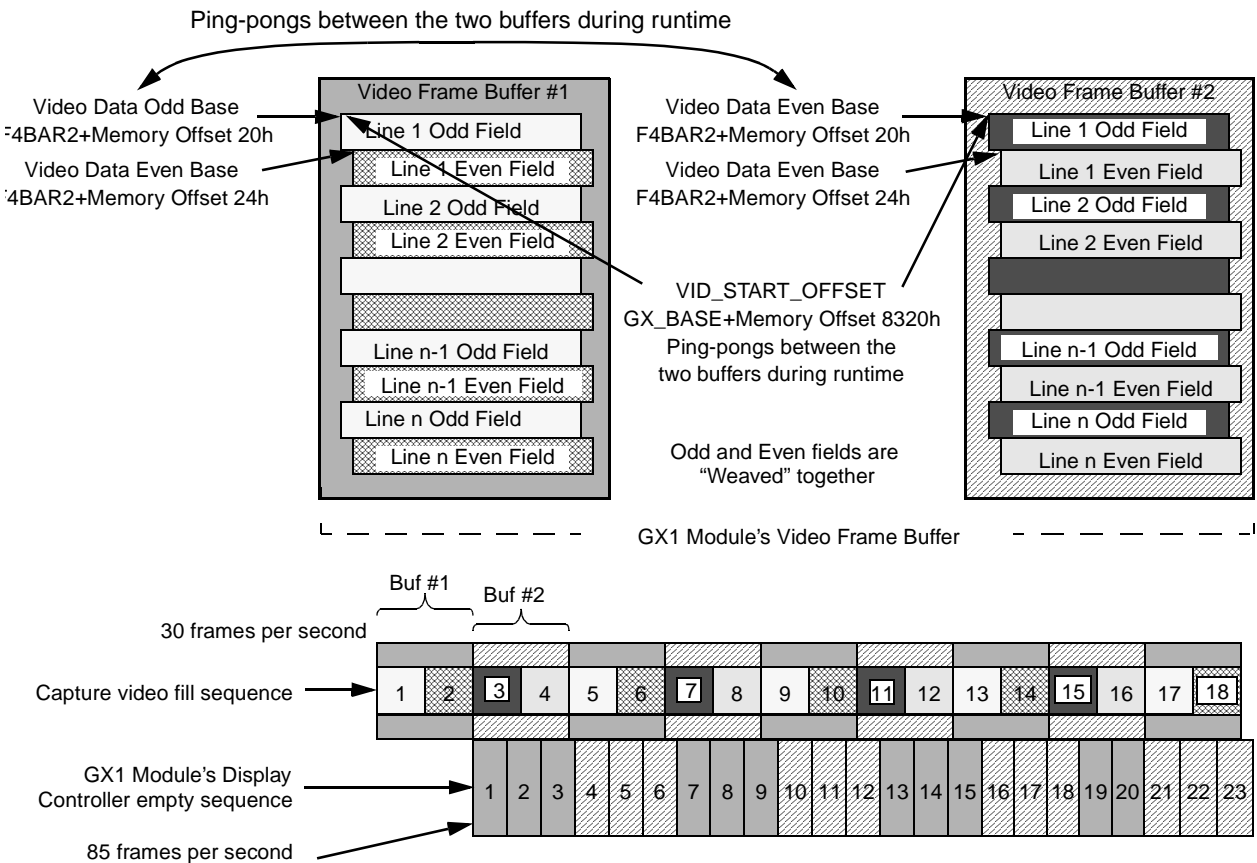 Ping-pongs between the two buffers during runtime
Video Data Odd Base
F4BAR2+Memory Offset 20h
Video Data Even Base
F4BAR2+Memory Offset 24h
Video Frame Buffer #1
Line 1 Odd Field
Line 1 Even Field
Line 2 Odd Field
Line 2 Even Field
Line n-1 Odd Field
Line n-1 Even Field
Line n Odd Field
Line n Even Field
Video Data Even Base
F4BAR2+Memory Offset 20h
Video Data Even Base
F4BAR2+Memory Offset 24h
VID_START_OFFSET
GX_BASE+Memory Offset 8320h
Ping-pongs between the
two buffers during runtime
Odd and Even fields are
“Weaved” together
Video Frame Buffer #2
Line 1 Odd Field
Line 1 Even Field
Line 2 Odd Field
Line 2 Even Field
Line n-1 Odd Field
Line n-1 Even Field
Line n Odd Field
Line n Even Field
GX1 Module’s Video Frame Buffer
Buf #1
Buf #2
30 frames per second
Capture video fill sequence
1 2 3 4 5 6 7 8 9 10 11 12 13 14 15 16 17 18
GX1 Module’s Display
Controller empty sequence
1 2 3 4 5 6 7 8 9 10 11 12 13 14 15 16 17 18 19 20 21 22 23
85 frames per second